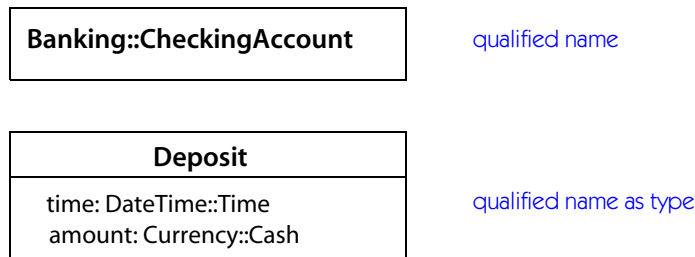 Banking::CheckingAccount
qualified name
Deposit
time: DateTime::Time
qualified name as type
amount: Currency::Cash